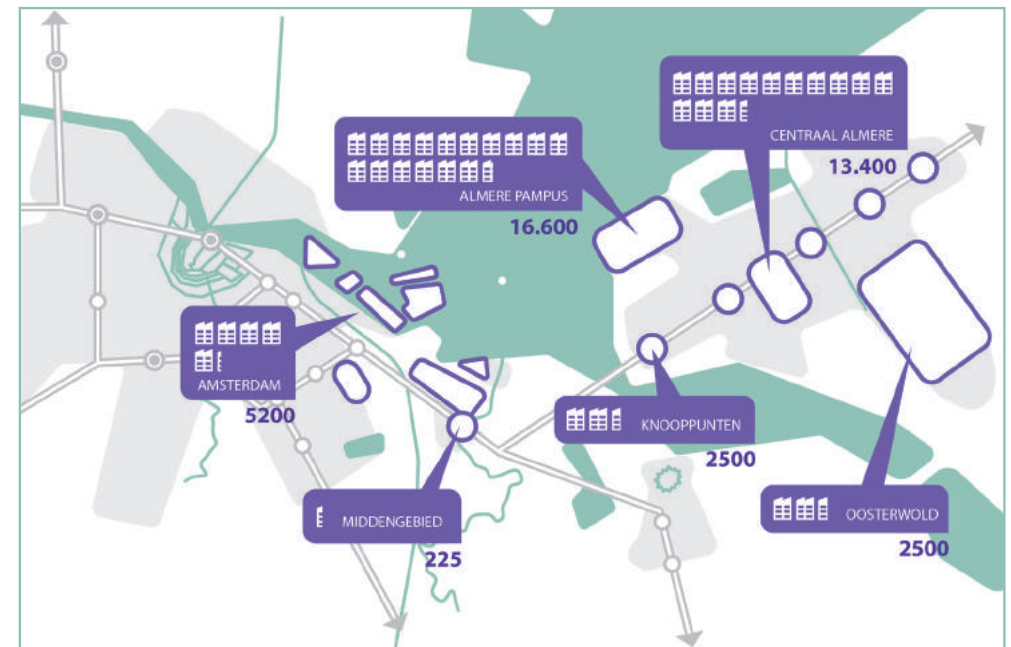 CENTRAAL ALMERE
13.400
ALMERE PAMPUS
16.600
AMSTERDAM
5200
KNOOPPUNTEN
2500
MIDDENGEBIED
225
OOSTERWOLD
2500